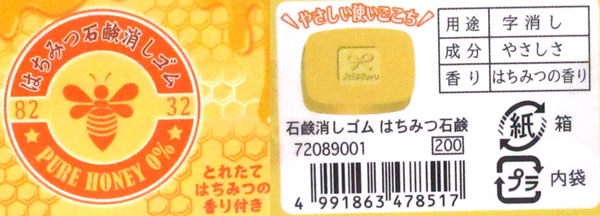 はちみつ石鹸消しゴム
82 32
PURE HONEY 0%
とれたて
はちみつの
香り付き
やさしい使いごこち
用途 字消し
成分 やさしさ
香り はちみつの香り
石鹸消しゴム はちみつ石鹸
72089001 200
4 991863 478517
紙 箱
プラ 内袋